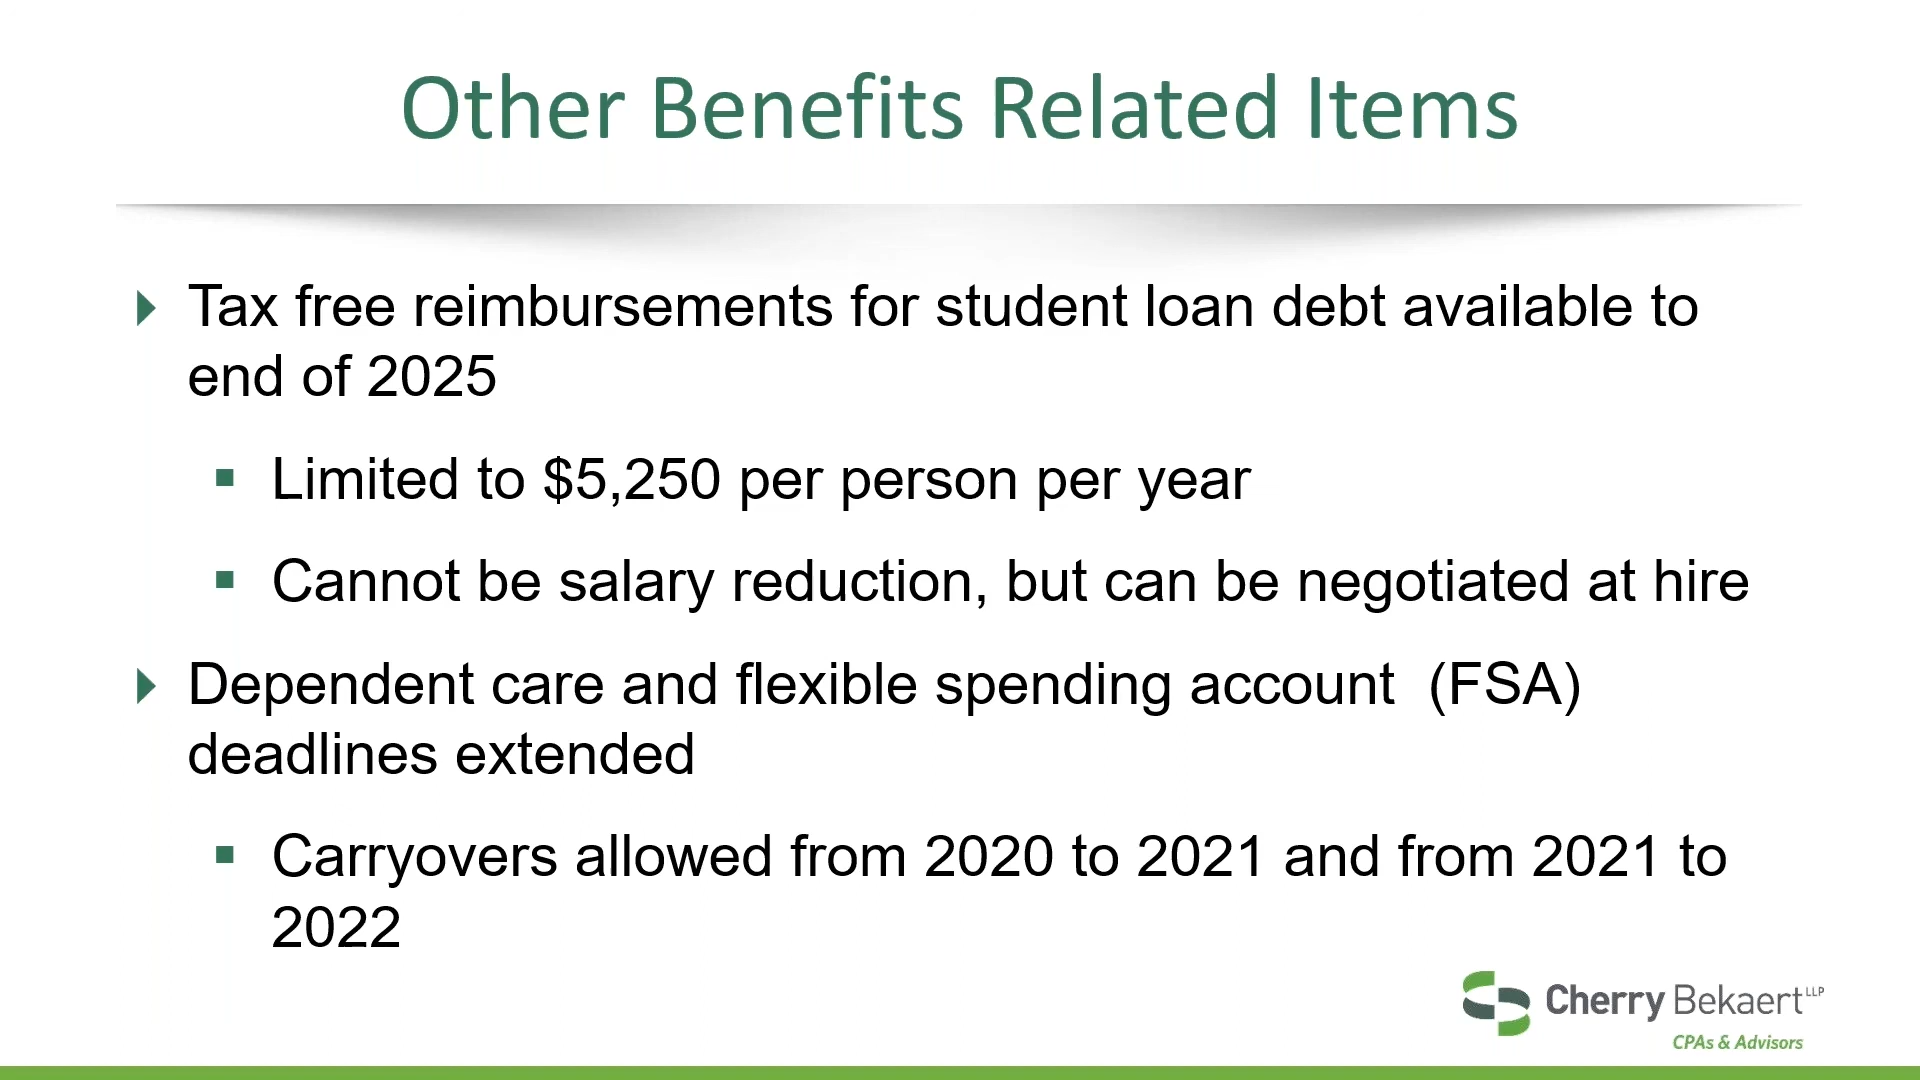 Other Benefits Related Items
Tax free reimbursements for student loan debt available to
end of 2025
Limited to $5,250 per person per year
Cannot be salary reduction, but can be negotiated at hire
Dependent care and flexible spending account (FSA)
deadlines extended
Carryovers allowed from 2020 to 2021 and from 2021 to
2022
Cherry Bekaert LLP
CPAs & Advisors